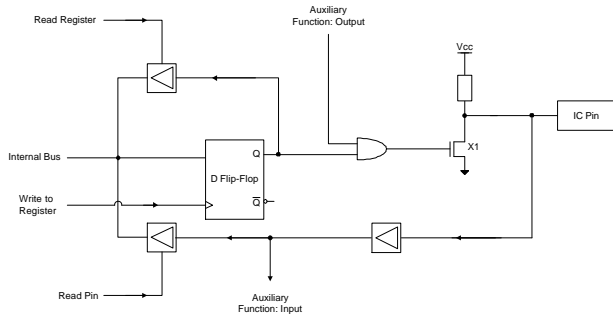 Read Register
Auxiliary
Function: Output
Vcc
IC Pin
X1
Internal Bus
Q
D Flip-Flop
Q̅
Write to
Register
Read Pin
Auxiliary
Function: Input